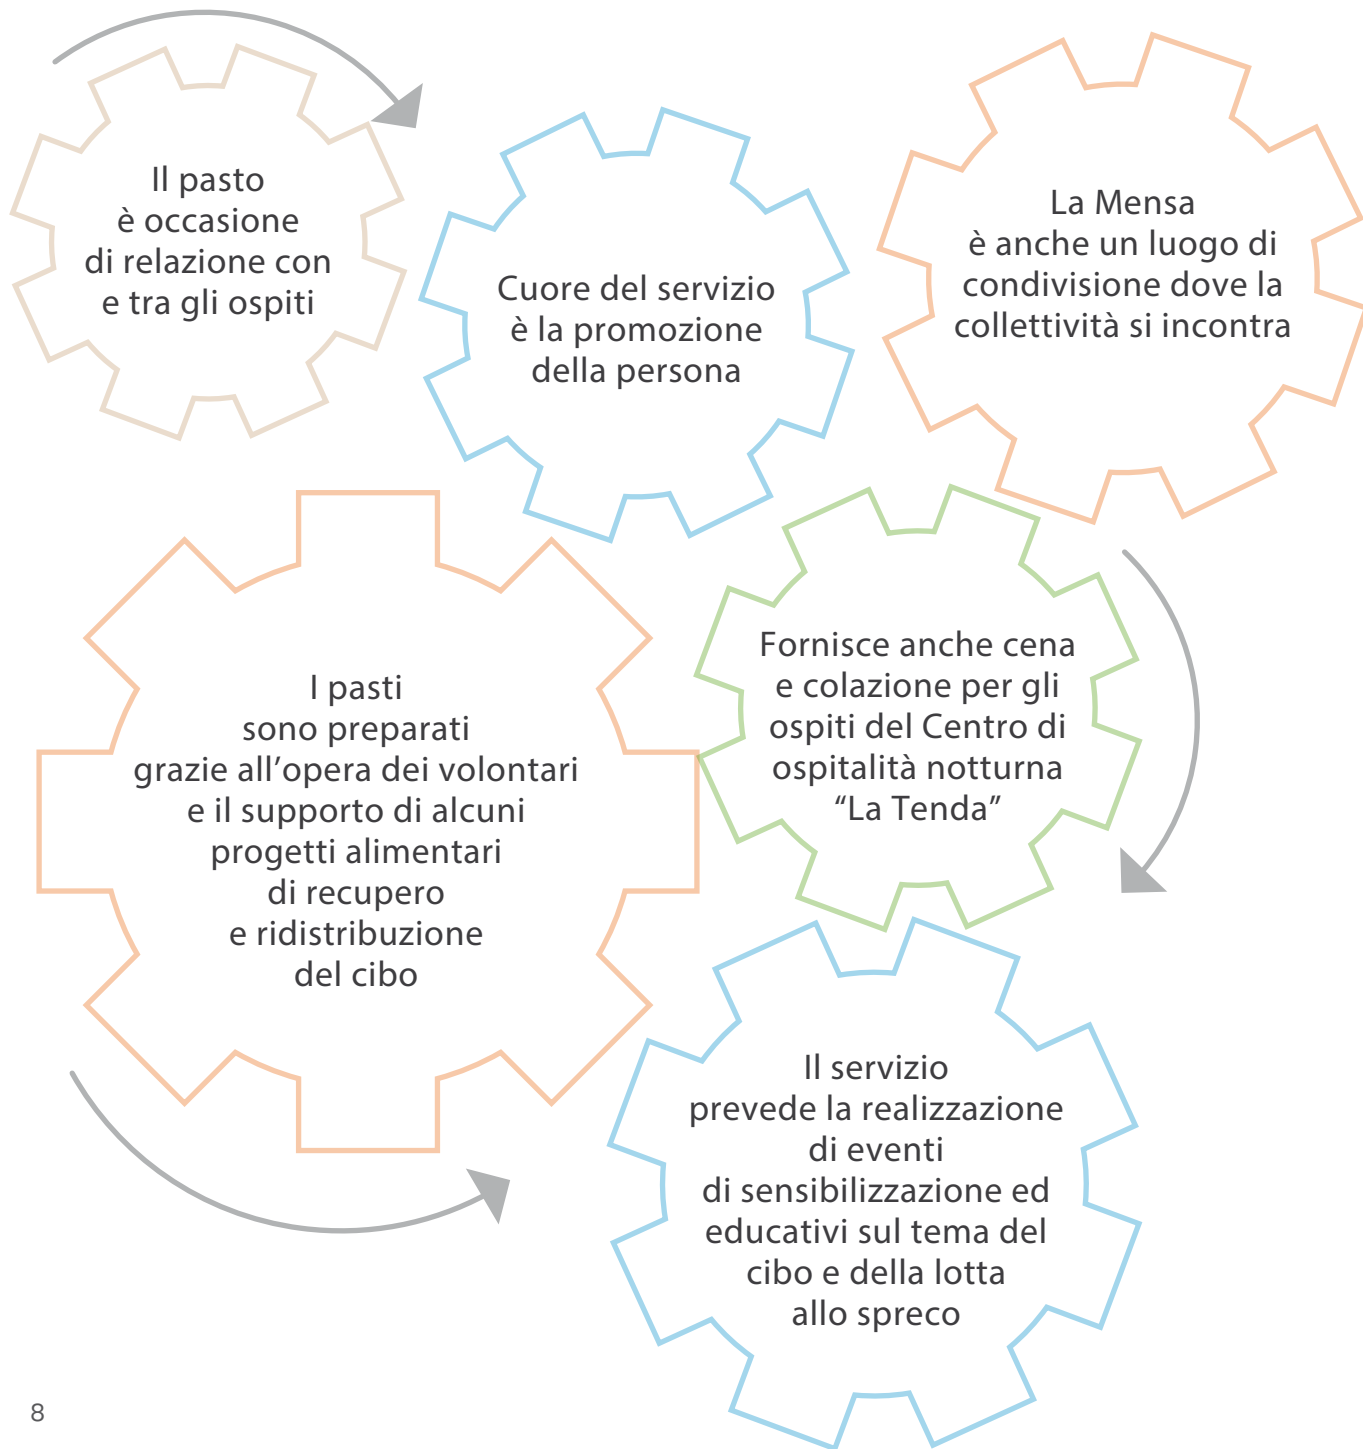 Il pasto
è occasione
di relazione con
e tra gli ospiti
Cuore del servizio
è la promozione
della persona
La Mensa
è anche un luogo di
condivisione dove la
collettività si incontra
I pasti
sono preparati
grazie all’opera dei volontari
e il supporto di alcuni
progetti alimentari
di recupero
e ridistribuzione
del cibo
Fornisce anche cena
e colazione per gli
ospiti del Centro di
ospitalità notturna
“La Tenda”
Il servizio
prevede la realizzazione
di eventi
di sensibilizzazione ed
educativi sul tema del
cibo e della lotta
allo spreco
8